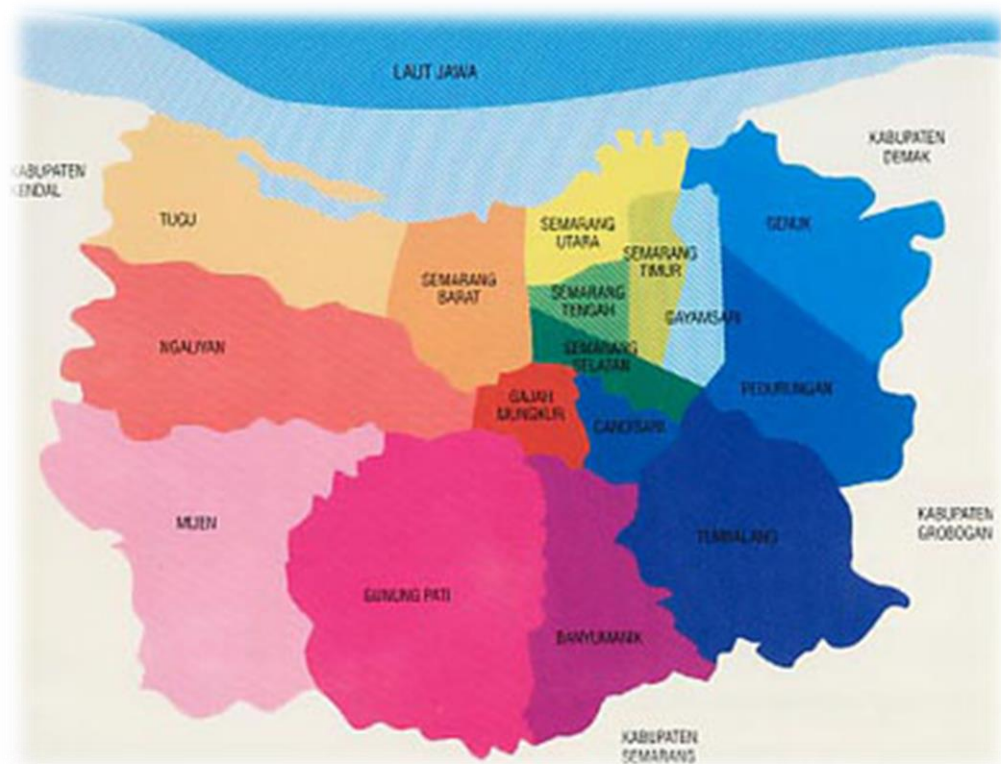 LAUT JAWA
KABUPATEN
DEMAK
KABUPATEN
KENDAL
TUGU
SEMARANG
UTARA
GENUK
SEMARANG
TIMUR
SEMARANG
BARAT
SEMARANG
TENGAH
GAYAMSARI
NGALIYAN
SEMARANG
SELATAN
PEDURUNGAN
GAJAH
MUNGKUR
CANDISARI
MIJEN
KABUPATEN
GROBOGAN
TEMBALANG
GUNUNG PATI
BANYUMANIK
KABUPATEN
SEMARANG